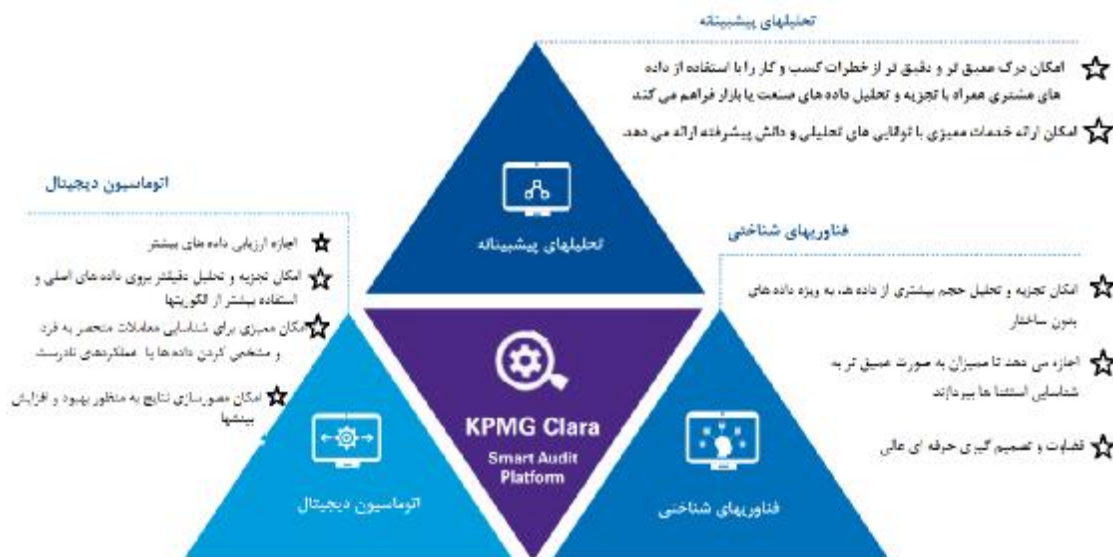 تحلیلهای پیشبینانه
امکان درک عمیق تر و دقیق تر از خطرات کسب و کار را با استفاده از داده
های مشتری همراه با تجزیه و تحلیل داده های صنعت یا بازار فراهم می کند
امکان ارائه خدمات ممیزی با توانایی های تحلیلی و دانش پیشرفته ارائه می دهد
تحلیلهای پیشبینانه
اتوماسیون دیجیتال
اجازه ارزیابی داده های بیشتر
امکان تجزیه و تحلیل دقیقتر بروی داده های اصلی و
استفاده بیشتر از الگوریتها
امکان ممیزی برای شناسایی معاملات منحصر به فرد
و مشخص کردن داده ها یا عملکردهای نادرست
امکان مصورسازی نتایج به منظور بهبود و افزایش
بینشها
اتوماسیون دیجیتال
KPMG Clara
Smart Audit
Platform
فناوریهای شناختی
امکان تجزیه و تحلیل حجم بیشتری از داده ها، به ویژه داده های
بدون ساختار
اجازه می دهد تا ممیزان به صورت عمیق تر به
شناسایی استثنا ها بپردازند
قضاوت و تصمیم گیری حرفه ای عالی
فناوریهای شناختی